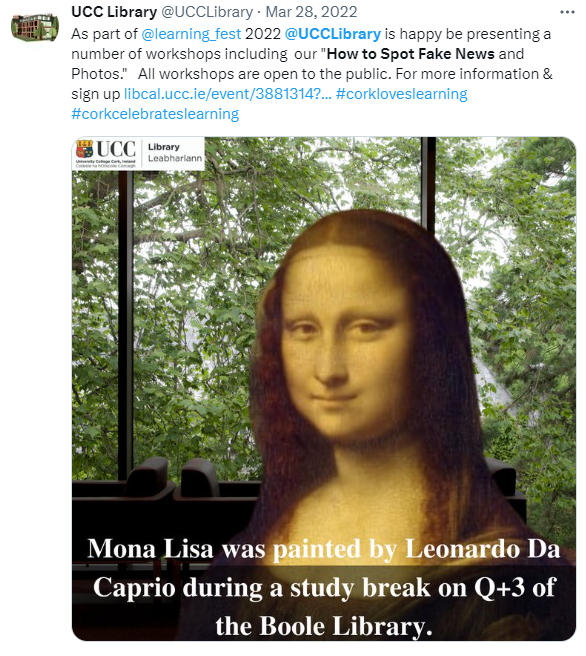 UCC Library @UCCLibrary · Mar 28, 2022
As part of @learning_fest 2022 @UCCLibrary is happy be presenting a
number of workshops including our "How to Spot Fake News and
Photos." All workshops are open to the public. For more information &
sign up libcal.ucc.ie/event/3881314?... #corkloveslearning
#corkcelebrateslearning
UCC
University College Cork, Ireland
Coláiste na hOllscoile Corcaigh
Library
Leabharlann
Mona Lisa was painted by Leonardo Da
Caprio during a study break on Q+3 of
the Boole Library.